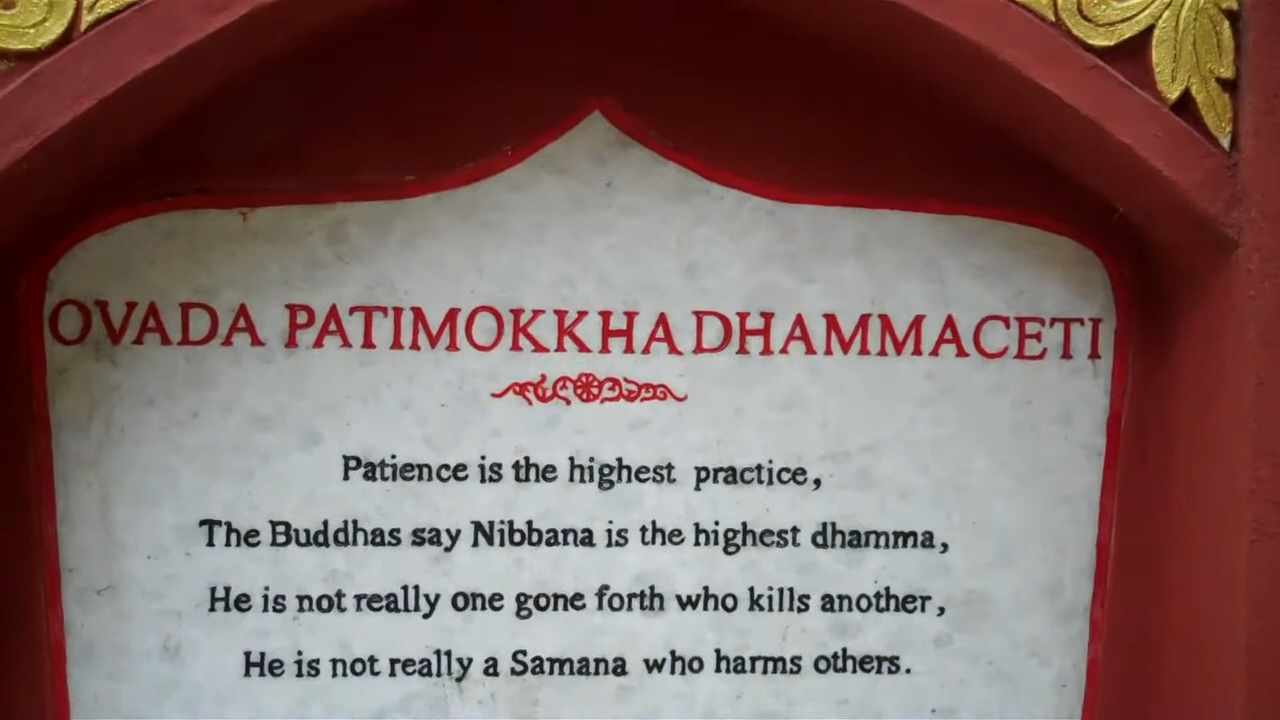 OVADA PATIMOKKHA DHAMMACETI
Patience is the highest practice,
The Buddhas say Nibbana is the highest dhamma,
He is not really one gone forth who kills another,
He is not really a Samana who harms others.